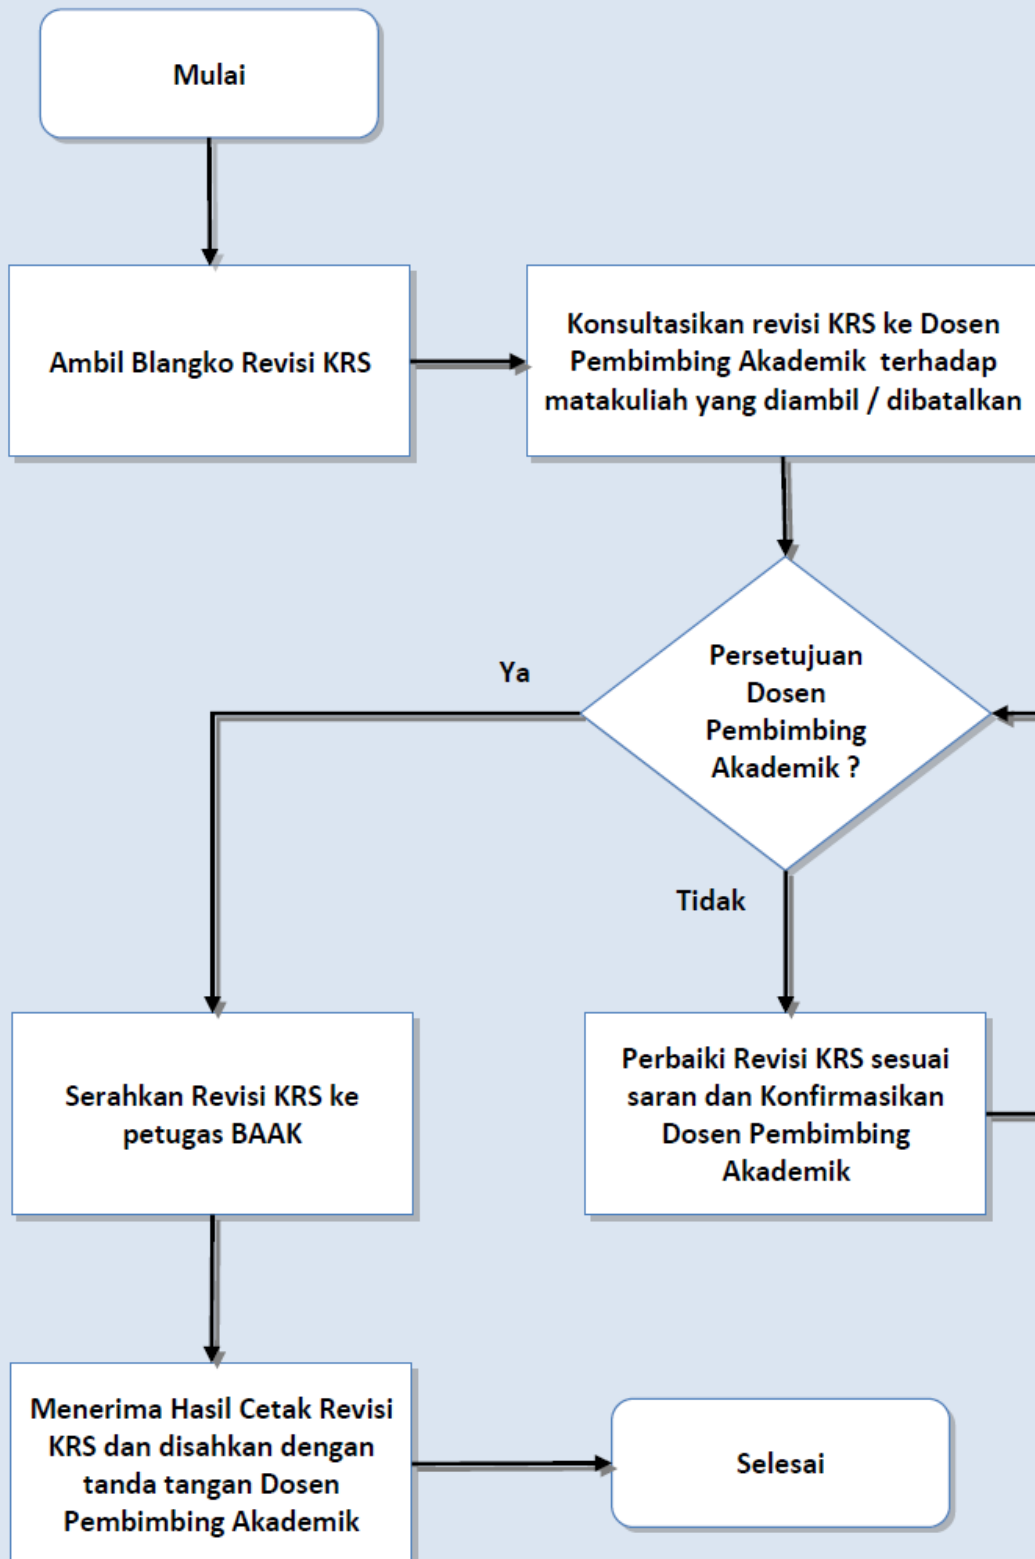 Mulai
Ambil Blangko Revisi KRS
Konsultasikan revisi KRS ke Dosen
Pembimbing Akademik terhadap
matakuliah yang diambil / dibatalkan
Persetujuan
Dosen
Pembimbing
Akademik ?
Ya
Tidak
Serahkan Revisi KRS ke
petugas BAAK
Perbaiki Revisi KRS sesuai
saran dan Konfirmasikan
Dosen Pembimbing
Akademik
Menerima Hasil Cetak Revisi
KRS dan disahkan dengan
tanda tangan Dosen
Pembimbing Akademik
Selesai